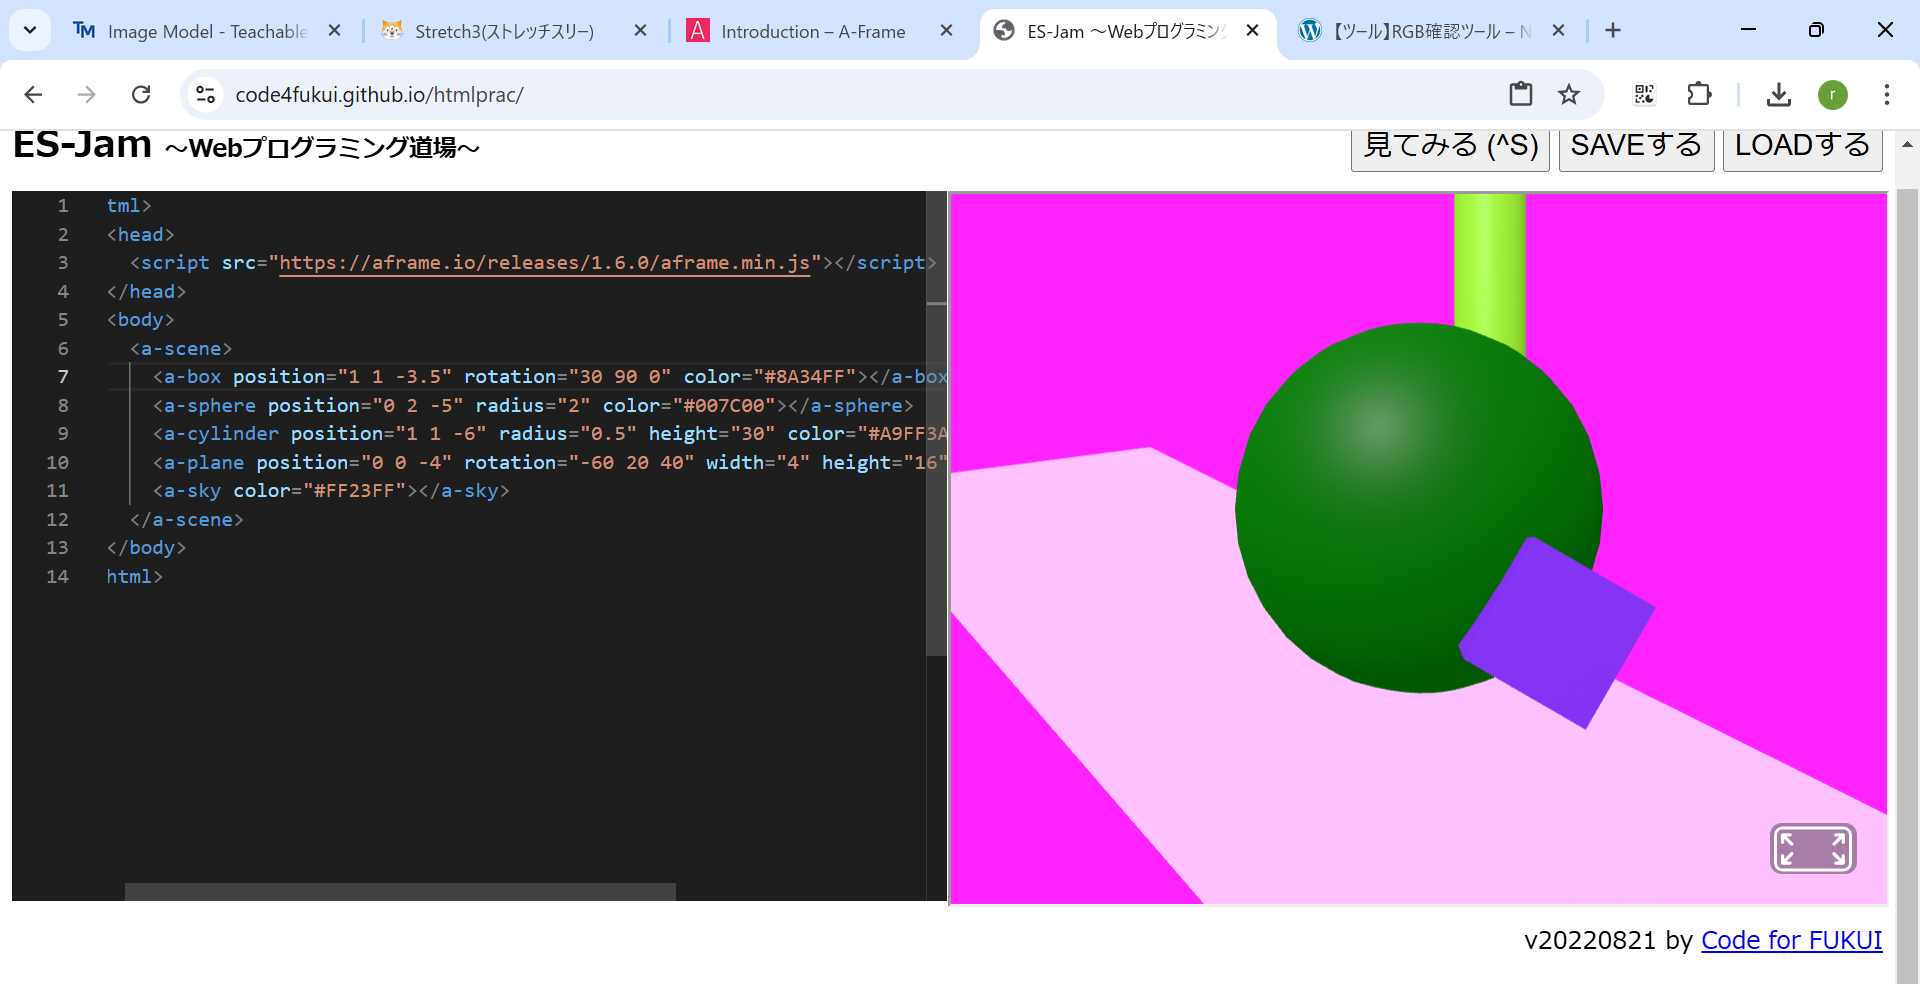 Image Model - Teachable
Stretch3(ストレッチスリー)
Introduction – A-Frame
ES-Jam ～Webプログラミン
【ツール】RGB確認ツール – N
code4fukui.github.io/htmlprac/
r
ES-Jam ～Webプログラミング道場～
見てみる (^S)
SAVEする
LOADする
1 tml>
2 <head>
3 <script src="https://aframe.io/releases/1.6.0/aframe.min.js"></script>
4 </head>
5 <body>
6 <a-scene>
7 <a-box position="1 1 -3.5" rotation="30 90 0" color="#8A34FF"></a-box
8 <a-sphere position="0 2 -5" radius="2" color="#007C00"></a-sphere>
9 <a-cylinder position="1 1 -6" radius="0.5" height="30" color="#A9FF3A
10 <a-plane position="0 0 -4" rotation="-60 20 40" width="4" height="16"
11 <a-sky color="#FF23FF"></a-sky>
12 </a-scene>
13 </body>
14 html>
v20220821 by Code for FUKUI